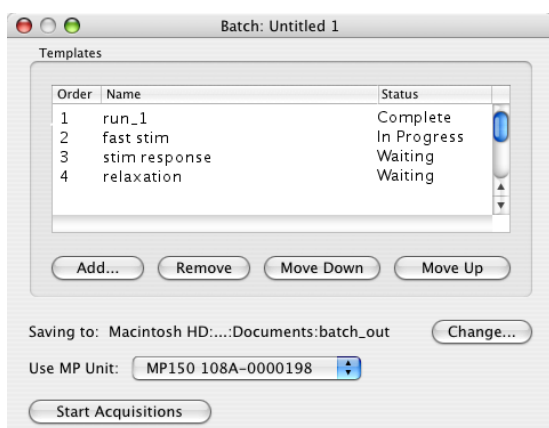 Batch: Untitled 1
Templates
Order Name Status
1 run_1 Complete
2 fast stim In Progress
3 stim response Waiting
4 relaxation Waiting
Add... Remove Move Down Move Up
Saving to: Macintosh HD:...:Documents:batch_out Change...
Use MP Unit: MP150 108A-0000198
Start Acquisitions